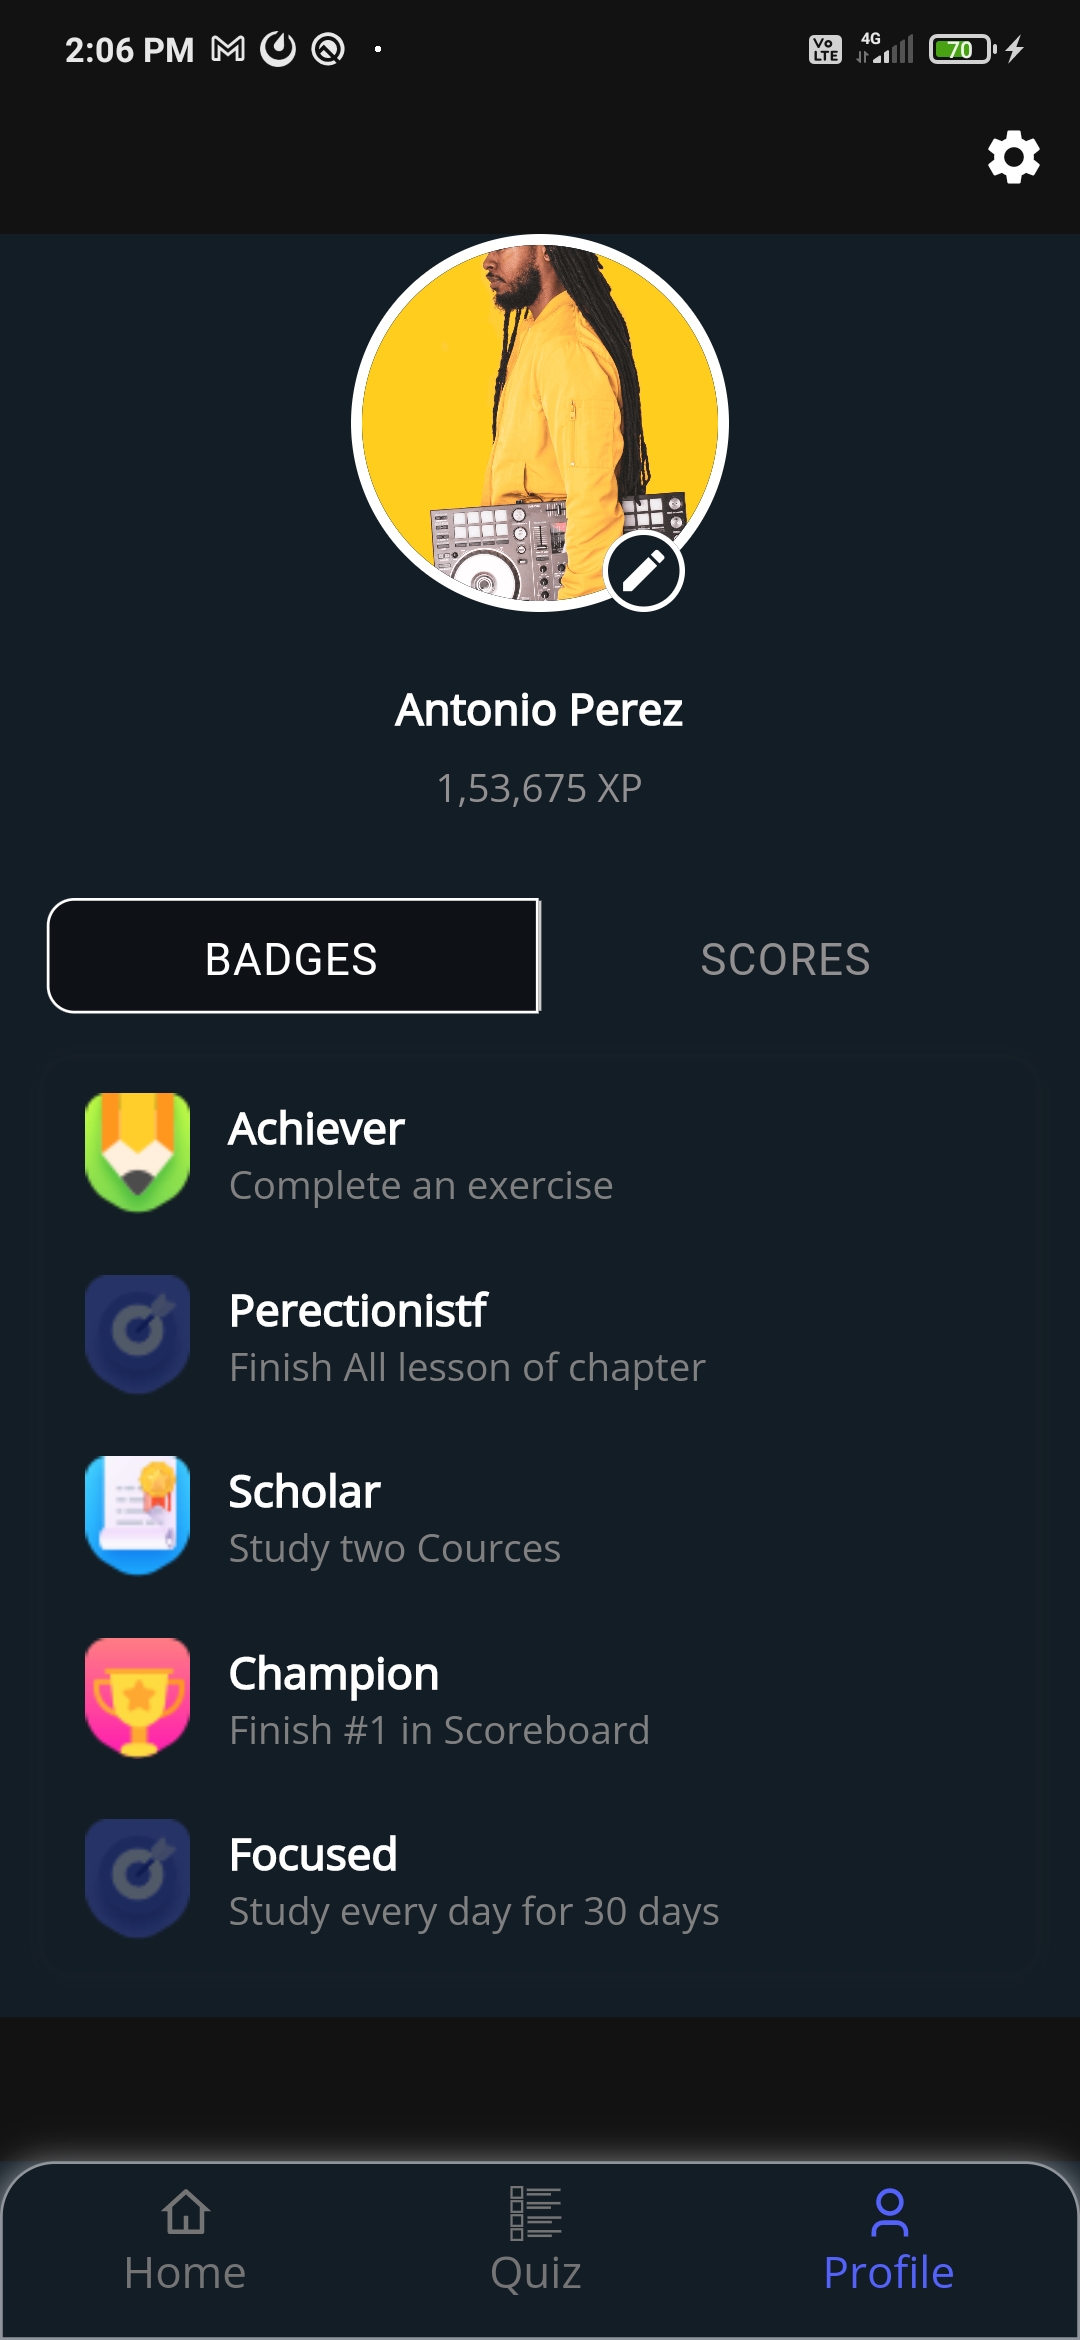 2:06 PM
Vo LTE
4G
70
Antonio Perez
1,53,675 XP
BADGES
SCORES
Achiever
Complete an exercise
Perectionistf
Finish All lesson of chapter
Scholar
Study two Cources
Champion
Finish #1 in Scoreboard
Focused
Study every day for 30 days
Home
Quiz
Profile